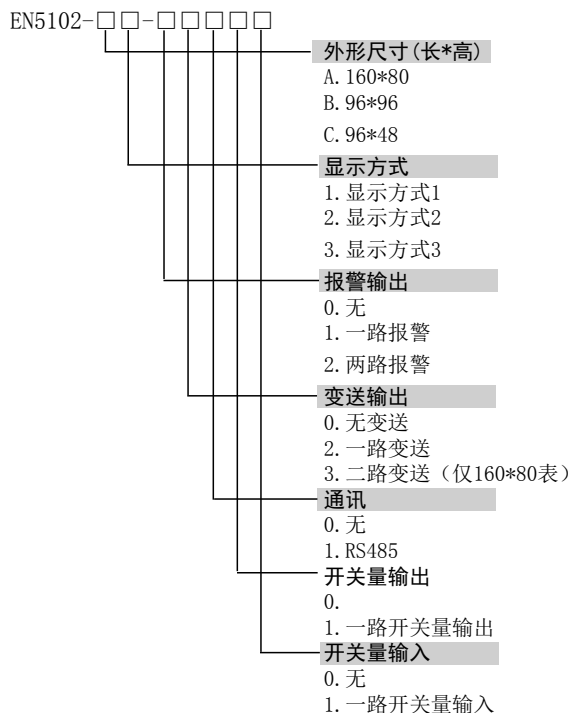 EN5102-□□-□□□□□
外形尺寸(长*高)
A.160*80
B.96*96
C.96*48
显示方式
1.显示方式1
2.显示方式2
3.显示方式3
报警输出
0.无
1.一路报警
2.两路报警
变送输出
0.无变送
2.一路变送
3.二路变送（仅160*80表）
通讯
0.无
1.RS485
开关量输出
0.
1.一路开关量输出
开关量输入
0.无
1.一路开关量输入